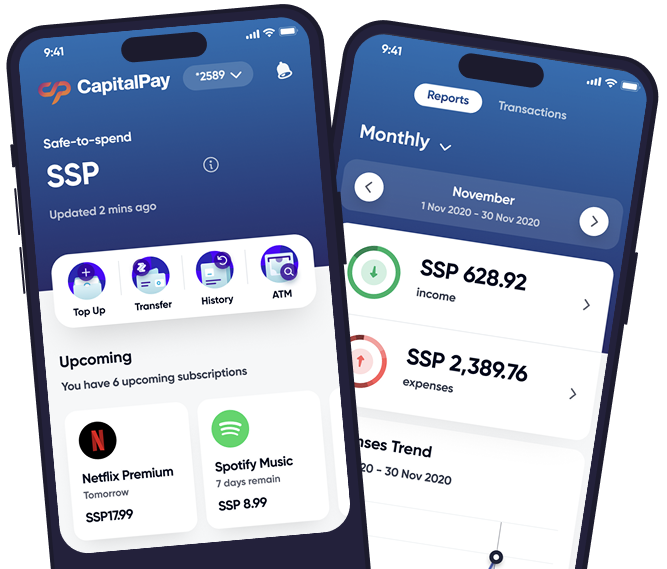 9:41
CapitalPay
*2589
Safe-to-spend
SSP
Updated 2 mins ago
Top Up
Transfer
History
ATM
Upcoming
You have 6 upcoming subscriptions
N
Netflix Premium
Tomorrow
SSP17.99
Spotify Music
7 days remain
SSP 8.99
9:41
Reports
Transactions
Monthly
November
1 Nov 2020 - 30 Nov 2020
SSP 628.92
income
SSP 2,389.76
expenses
Trend
20 - 30 Nov 2020